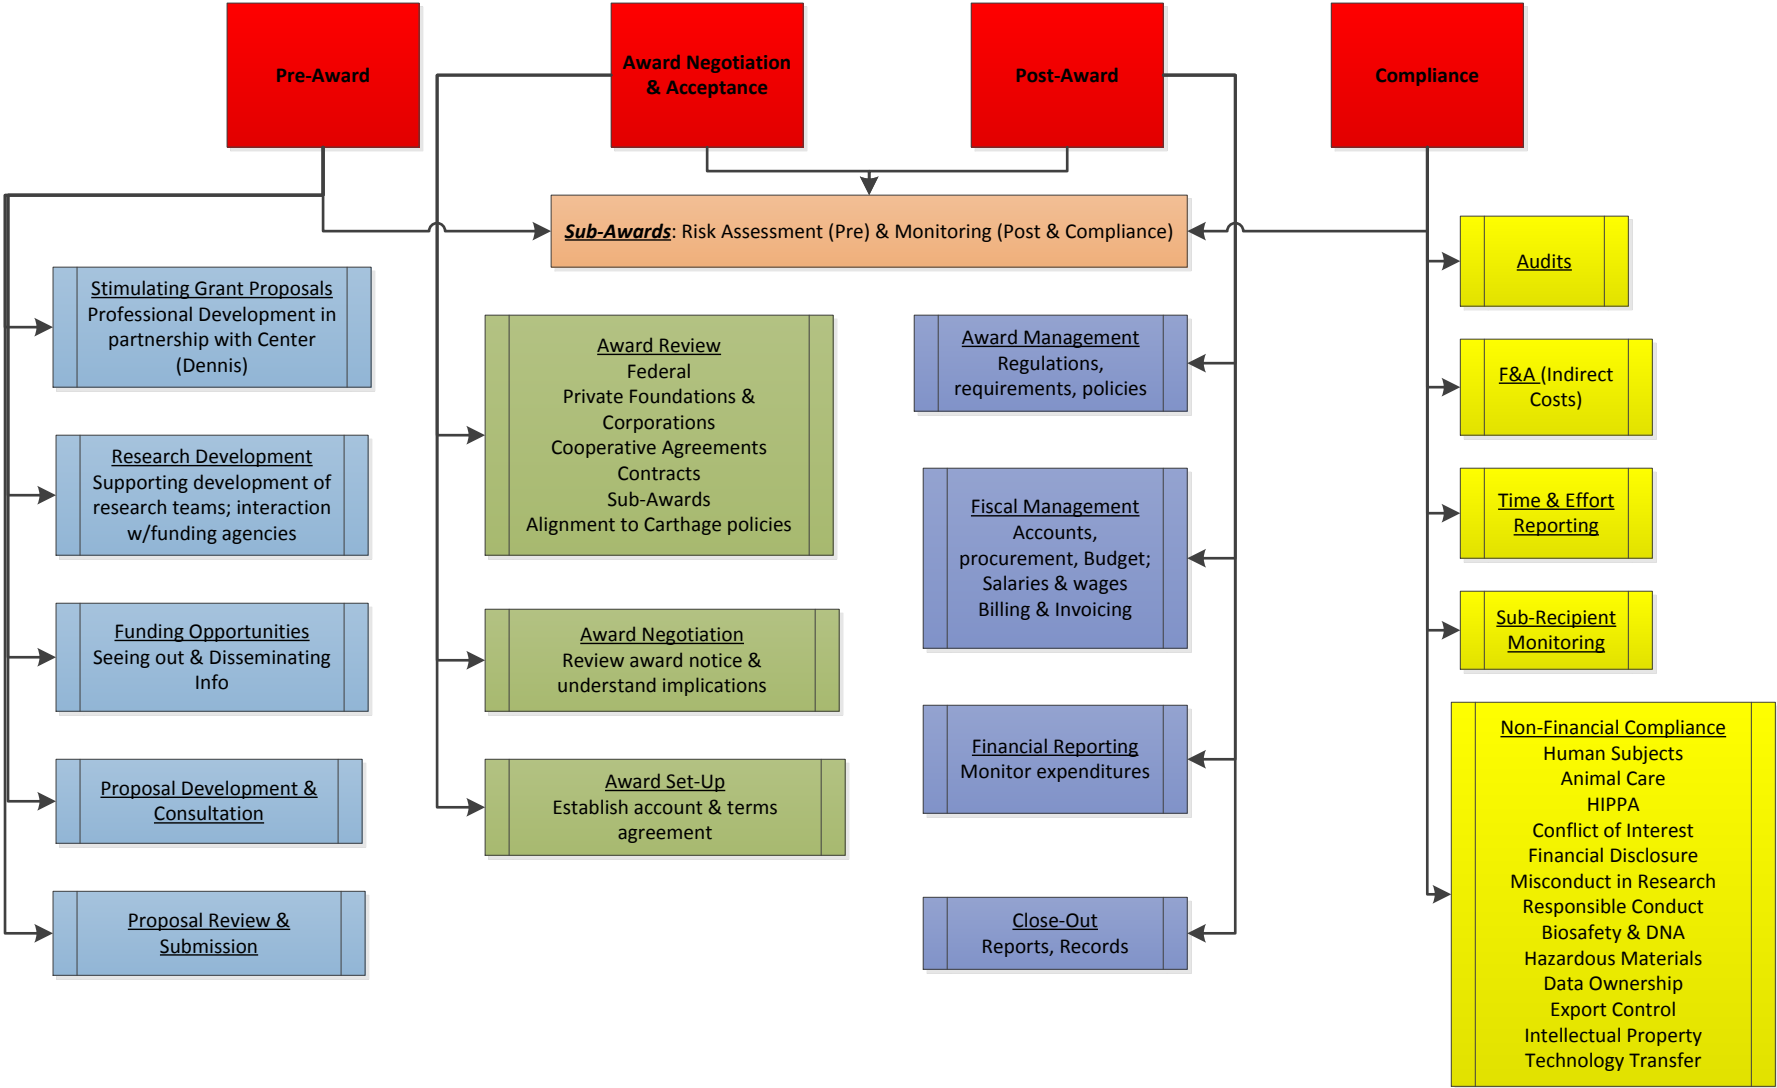 Pre-Award
Award Negotiation
& Acceptance
Post-Award
Compliance
Sub-Awards: Risk Assessment (Pre) & Monitoring (Post & Compliance)
Stimulating Grant Proposals
Professional Development in
partnership with Center
(Dennis)
Research Development
Supporting development of
research teams; interaction
w/funding agencies
Funding Opportunities
Seeing out & Disseminating
Info
Proposal Development &
Consultation
Proposal Review &
Submission
Award Review
Federal
Private Foundations &
Corporations
Cooperative Agreements
Contracts
Sub-Awards
Alignment to Carthage policies
Award Negotiation
Review award notice &
understand implications
Award Set-Up
Establish account & terms
agreement
Award Management
Regulations,
requirements, policies
Fiscal Management
Accounts,
procurement, Budget;
Salaries & wages
Billing & Invoicing
Financial Reporting
Monitor expenditures
Close-Out
Reports, Records
Audits
F&A (Indirect
Costs)
Time & Effort
Reporting
Sub-Recipient
Monitoring
Non-Financial Compliance
Human Subjects
Animal Care
HIPPA
Conflict of Interest
Financial Disclosure
Misconduct in Research
Responsible Conduct
Biosafety & DNA
Hazardous Materials
Data Ownership
Export Control
Intellectual Property
Technology Transfer